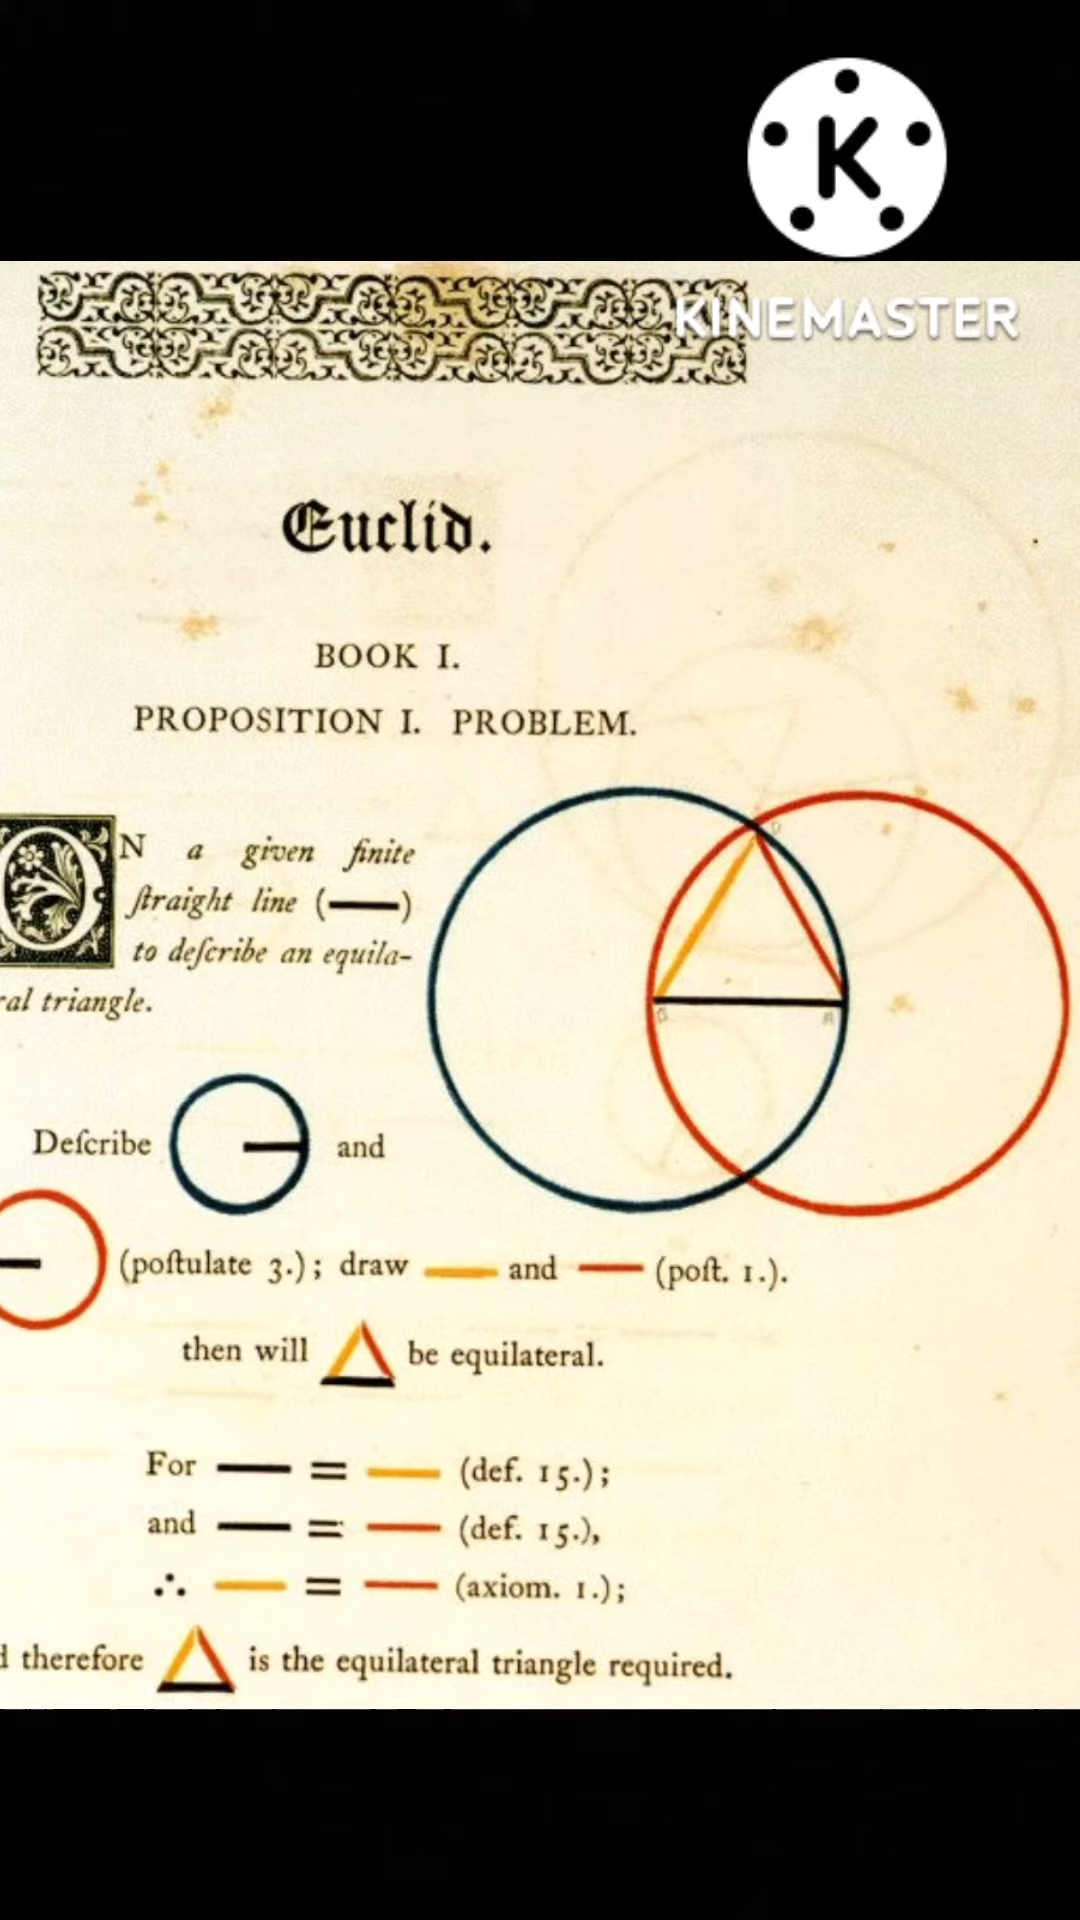 K
KINEMASTER
Euclid.
BOOK I.
PROPOSITION I. PROBLEM.
ON a given finite
ſtraight line (
)
to deſcribe an equila-
ral triangle.
D
B
A
Deſcribe
and
(poſtulate 3.); draw
and
(poſt. 1.).
then will
be equilateral.
For
=
(def. 15.);
and
=
(def. 15.),
∴
=
(axiom. 1.);
d therefore
is the equilateral triangle required.